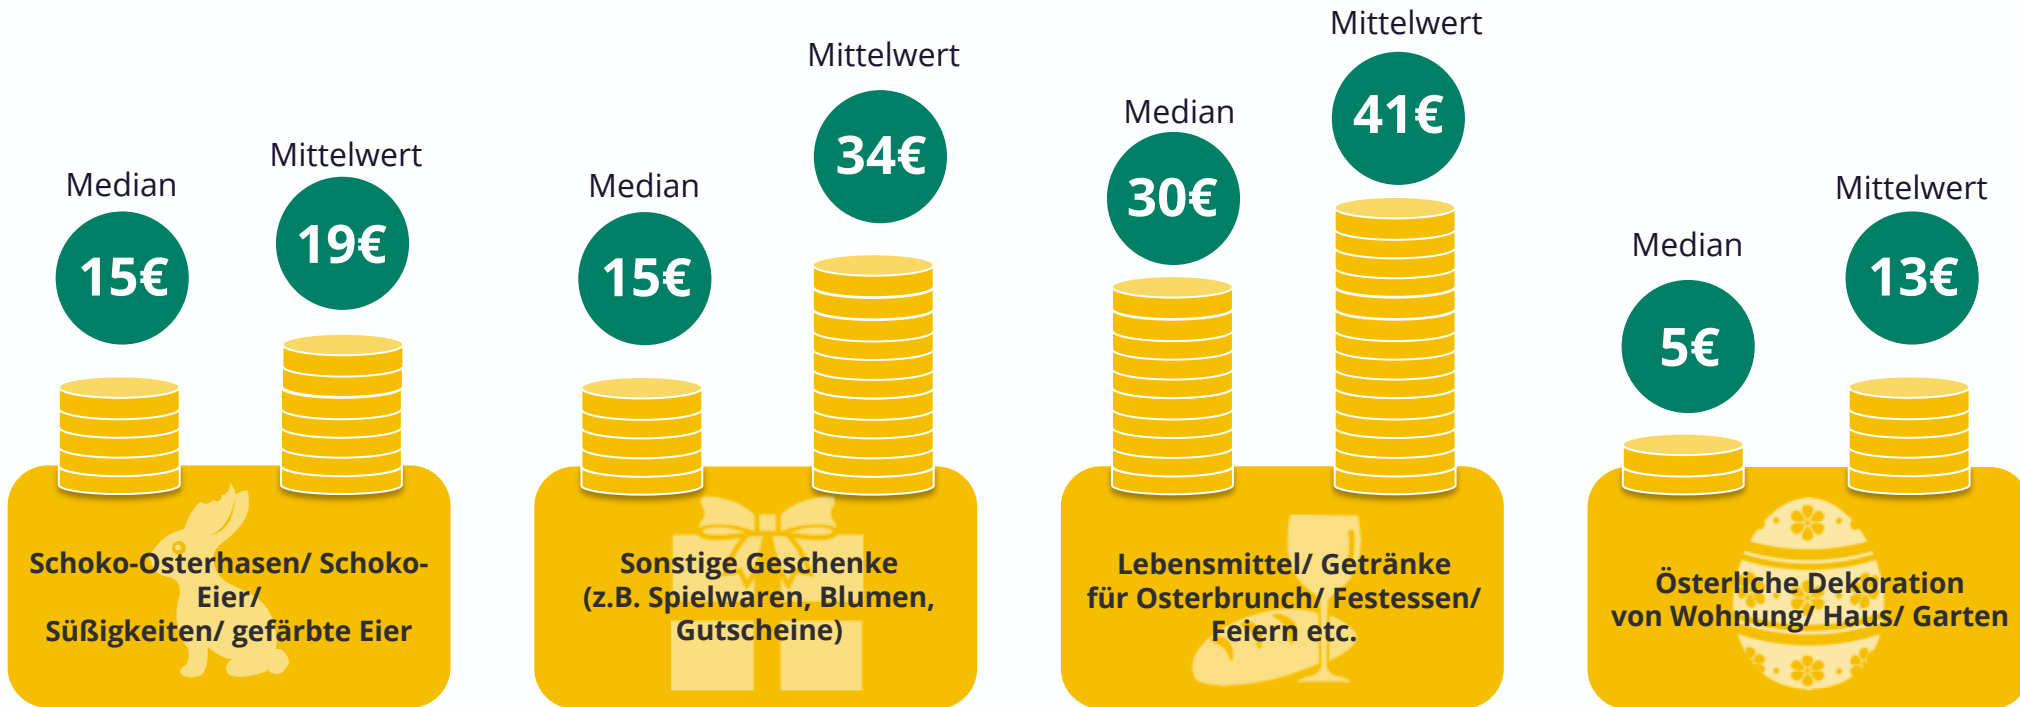 Median
15€
Mittelwert
19€
Schoko-Osterhasen/ Schoko-
Eier/
Süßigkeiten/ gefärbte Eier
Median
15€
Mittelwert
34€
Sonstige Geschenke
(z.B. Spielwaren, Blumen,
Gutscheine)
Median
30€
Mittelwert
41€
Lebensmittel/ Getränke
für Osterbrunch/ Festessen/
Feiern etc.
Median
5€
Mittelwert
13€
Österliche Dekoration
von Wohnung/ Haus/ Garten